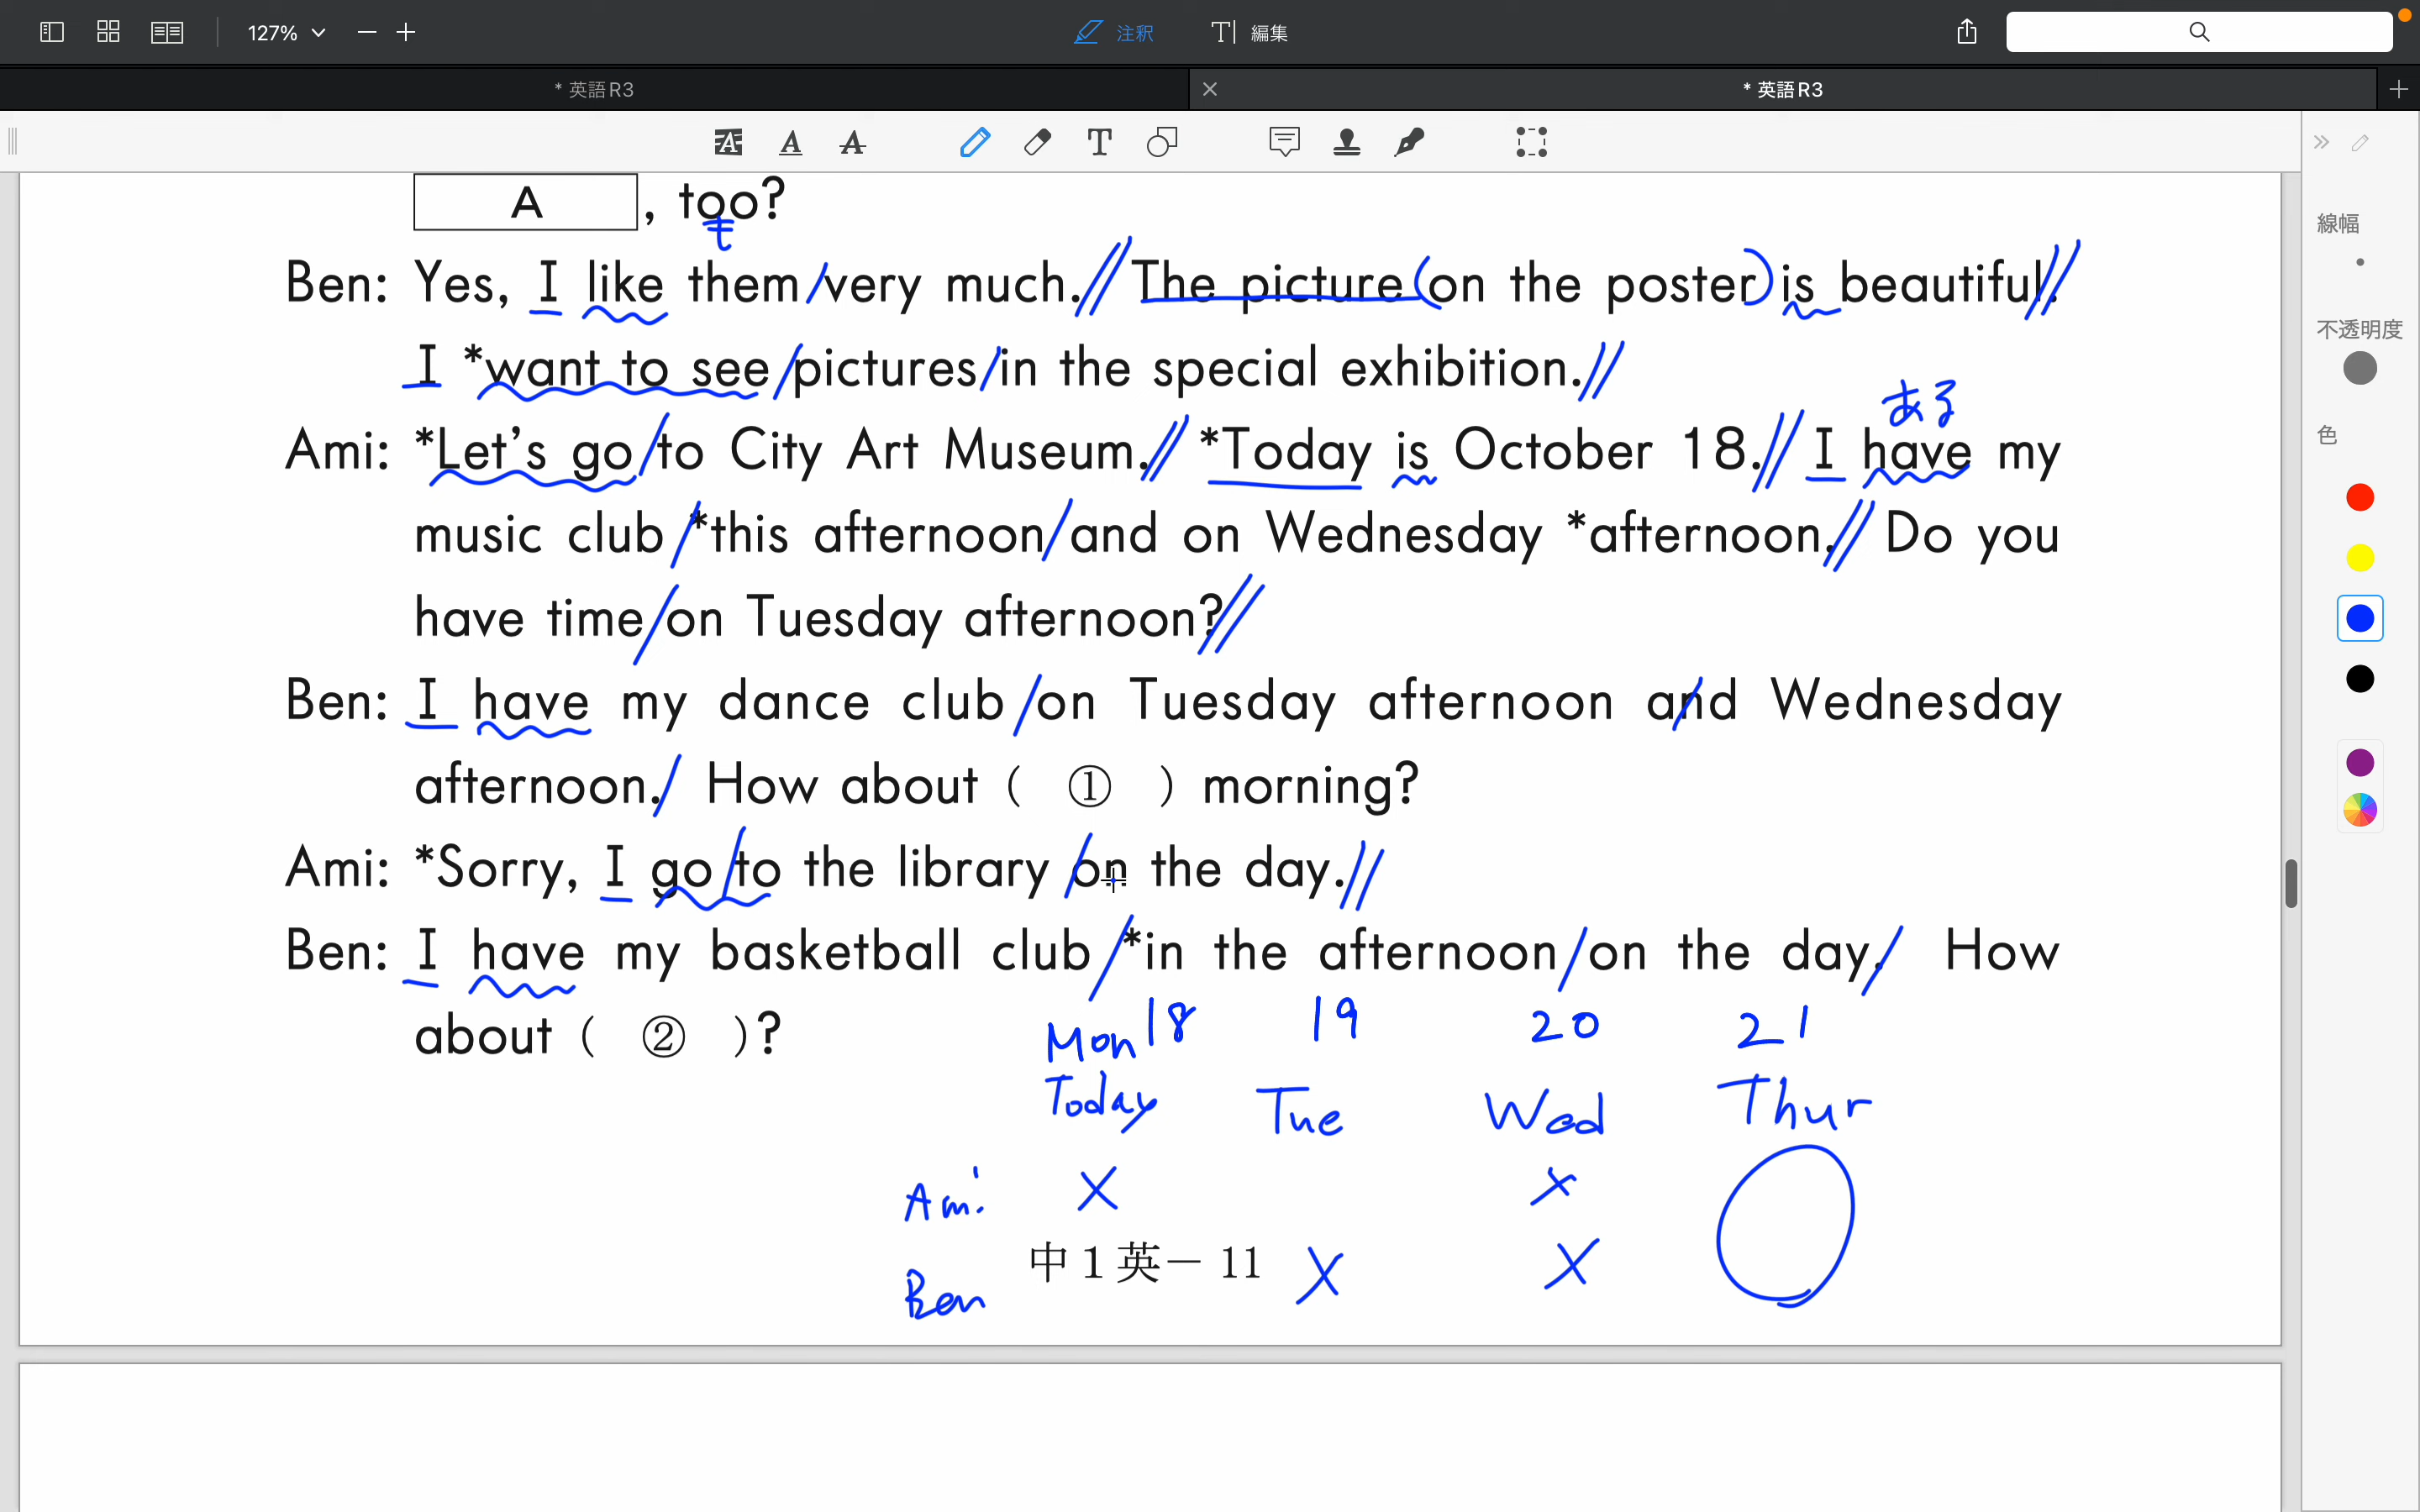 127%
注釈
編集
* 英語R3
* 英語R3
線幅
不透明度
色
A , too?
も
Ben: Yes, I like them very much. The picture on the poster is beautiful.
I *want to see pictures in the special exhibition.
ある
Ami: *Let's go to City Art Museum. *Today is October 18. I have my
music club *this afternoon and on Wednesday *afternoon. Do you
have time on Tuesday afternoon?
Ben: I have my dance club on Tuesday afternoon and Wednesday
afternoon. How about ( ① ) morning?
Ami: *Sorry, I go to the library on the day.
Ben: I have my basketball club *in the afternoon on the day. How
about ( ② )?
Mon 18 19 20 21
Today Tue Wed Thur
Ami × ×
Ben × ×
中1英− 11